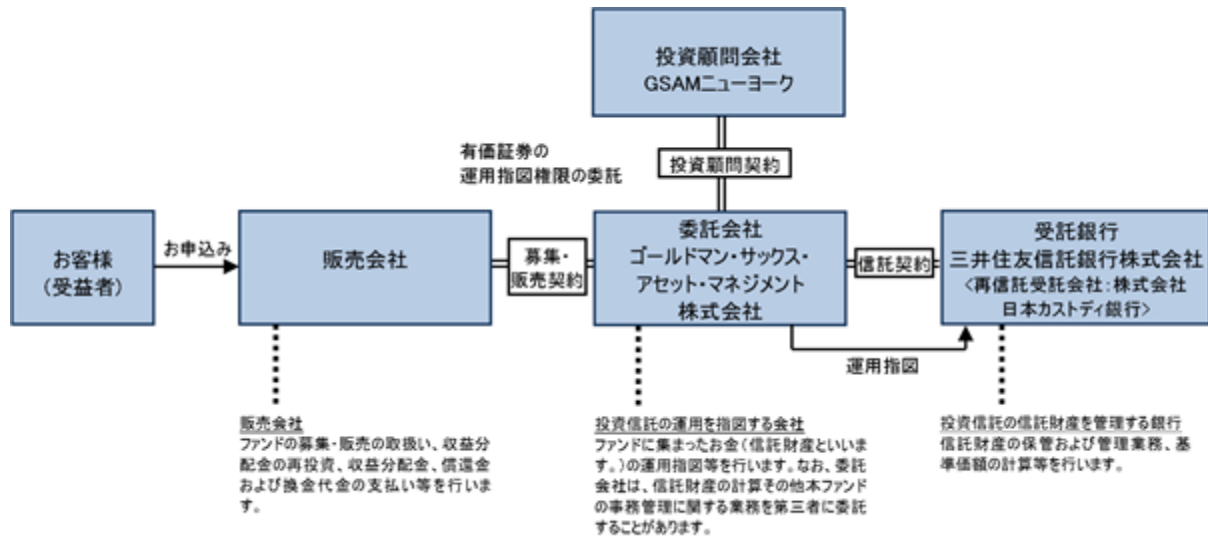 投資顧問会社
GSAMニューヨーク
有価証券の
運用指図権限の委託
投資顧問契約
お客様
(受益者)
お申込み
販売会社
募集・
販売契約
委託会社
ゴールドマン・サックス・
アセット・マネジメント
株式会社
信託契約
受託銀行
三井住友信託銀行株式会社
<再信託受託会社:株式会社
日本カストディ銀行>
運用指図
販売会社
ファンドの募集・販売の取扱い、収益分
配金の再投資、収益分配金、償還金
および換金代金の支払い等を行いま
す。
投資信託の運用を指図する会社
ファンドに集まったお金(信託財産といいま
す。)の運用指図等を行います。なお、委託
会社は、信託財産の計算その他本ファンド
の事務管理に関する業務を第三者に委託
することがあります。
投資信託の信託財産を管理する銀行
信託財産の保管および管理業務、基
準価額の計算等を行います。